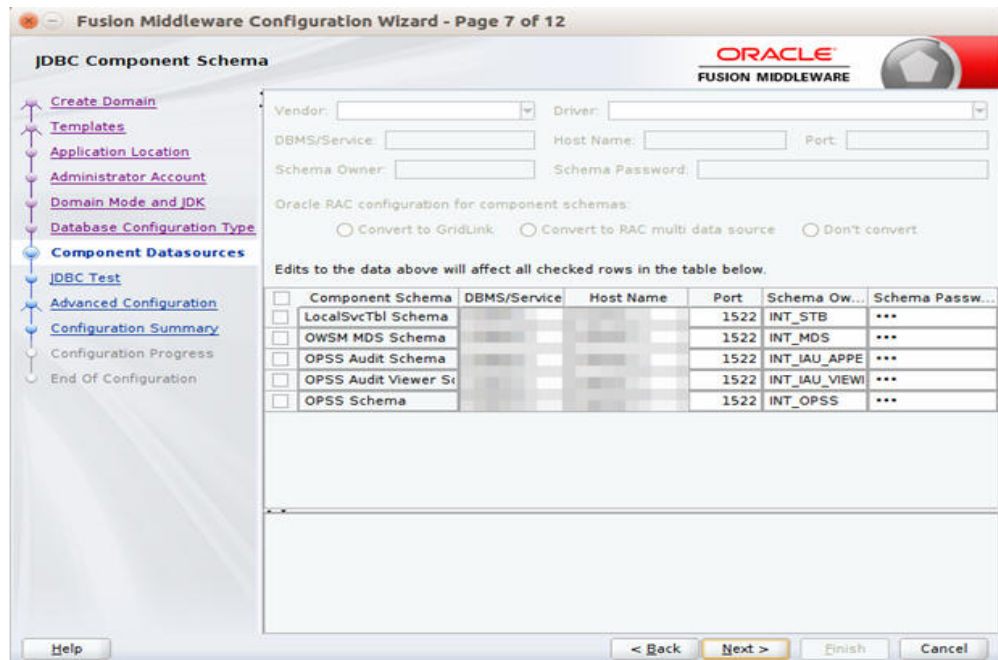 Fusion Middleware Configuration Wizard - Page 7 of 12
JDBC Component Schema
ORACLE
FUSION MIDDLEWARE
Create Domain
Templates
Application Location
Administrator Account
Domain Mode and JDK
Database Configuration Type
Component Datasources
JDBC Test
Advanced Configuration
Configuration Summary
Configuration Progress
End Of Configuration
Vendor: Driver:
DBMS/Service: Host Name: Port:
Schema Owner: Schema Password:
Oracle RAC configuration for component schemas:
Convert to GridLink Convert to RAC multi data source Don't convert
Edits to the data above will affect all checked rows in the table below.
Component Schema DBMS/Service Host Name Port Schema Ow... Schema Passw...
LocalSvcTbl Schema 1522 INT_STB •••
OWSM MDS Schema 1522 INT_MDS •••
OPSS Audit Schema 1522 INT_IAU_APPE •••
OPSS Audit Viewer Sc 1522 INT_IAU_VIEWI •••
OPSS Schema 1522 INT_OPSS •••
Help < Back Next > Finish Cancel